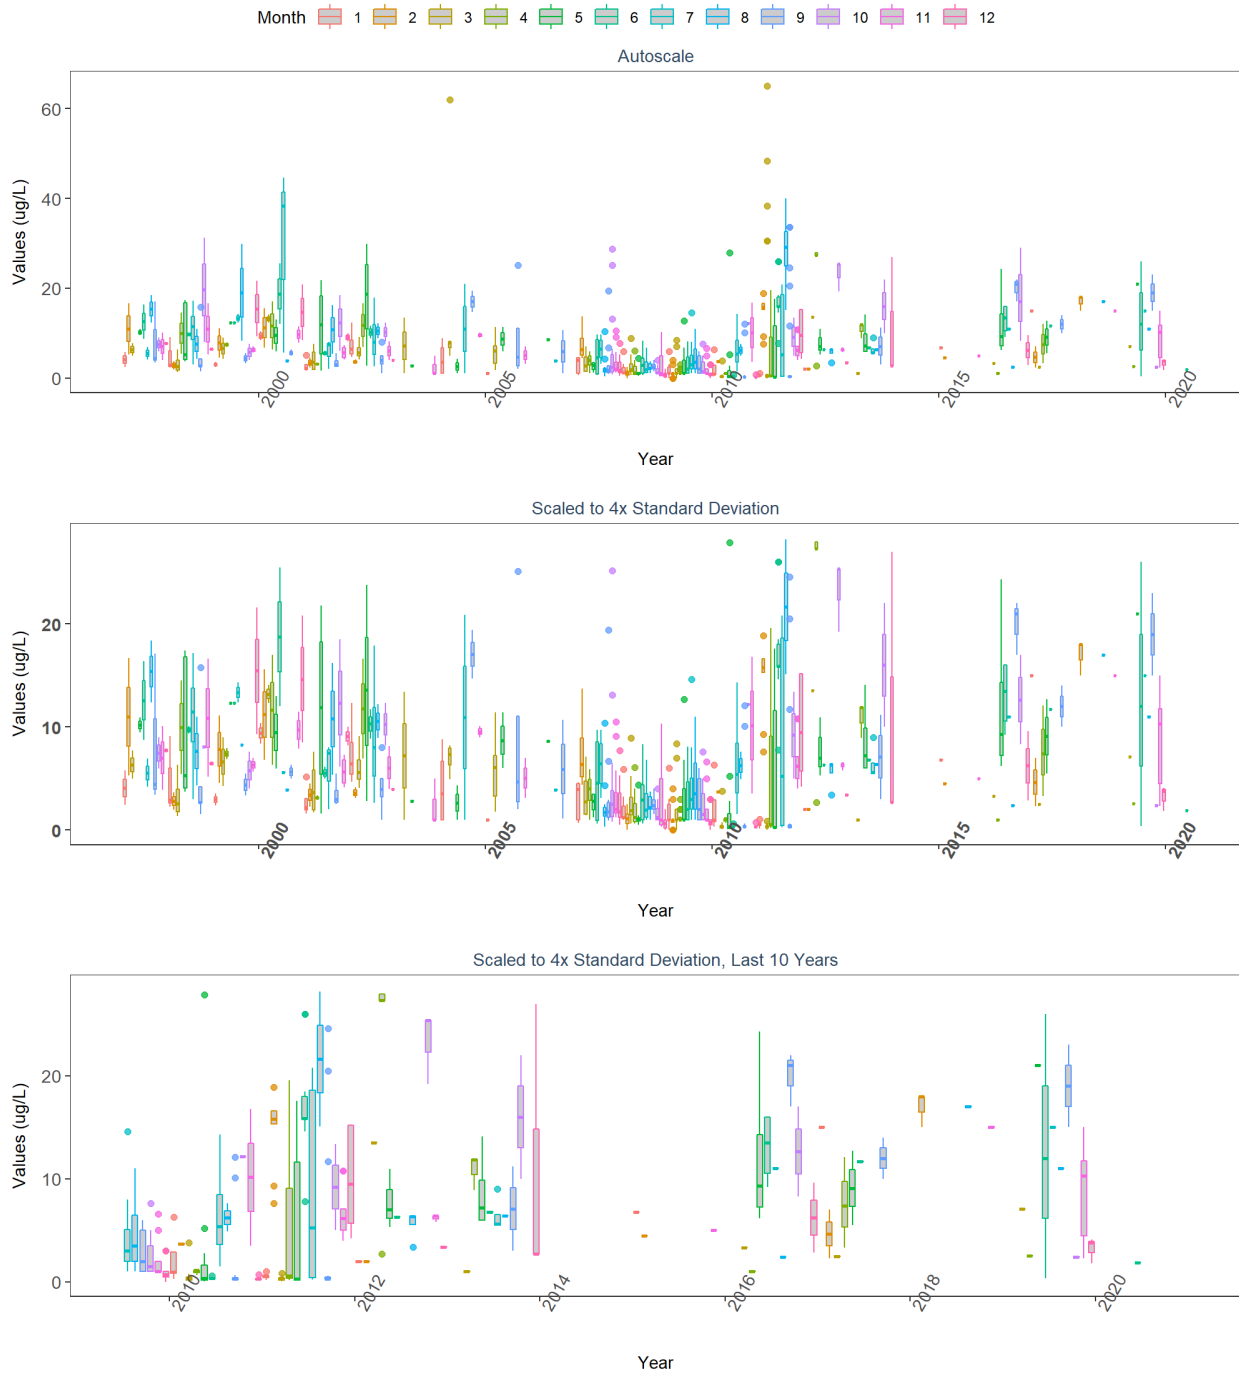 Month 1 2 3 4 5 6 7 8 9 10 11 12
Autoscale
Values (ug/L)
60
40
20
0
2000 2005 2010 2015 2020
Year
Scaled to 4x Standard Deviation
Values (ug/L)
20
10
0
2000 2005 2010 2015 2020
Year
Scaled to 4x Standard Deviation, Last 10 Years
Values (ug/L)
20
10
0
2010 2012 2014 2016 2018 2020
Year